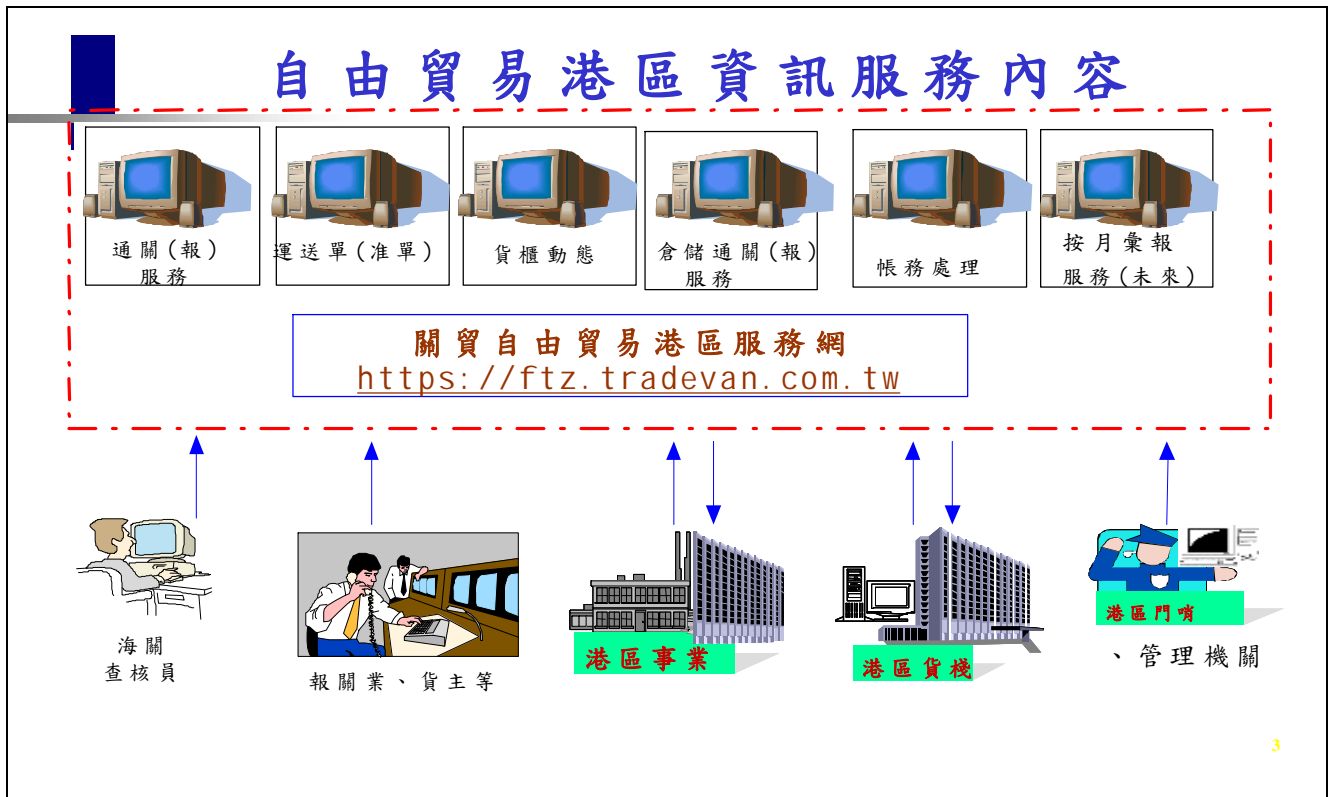 自由貿易港區資訊服務內容
通關(報)
服務
運送單(准單)
貨櫃動態
倉儲通關(報)
服務
帳務處理
按月彙報
服務(未來)
關貿自由貿易港區服務網
https://ftz.tradevan.com.tw
海關
查核員
報關業、貨主等
港區事業
港區貨棧
港區門哨
、管理機關
3